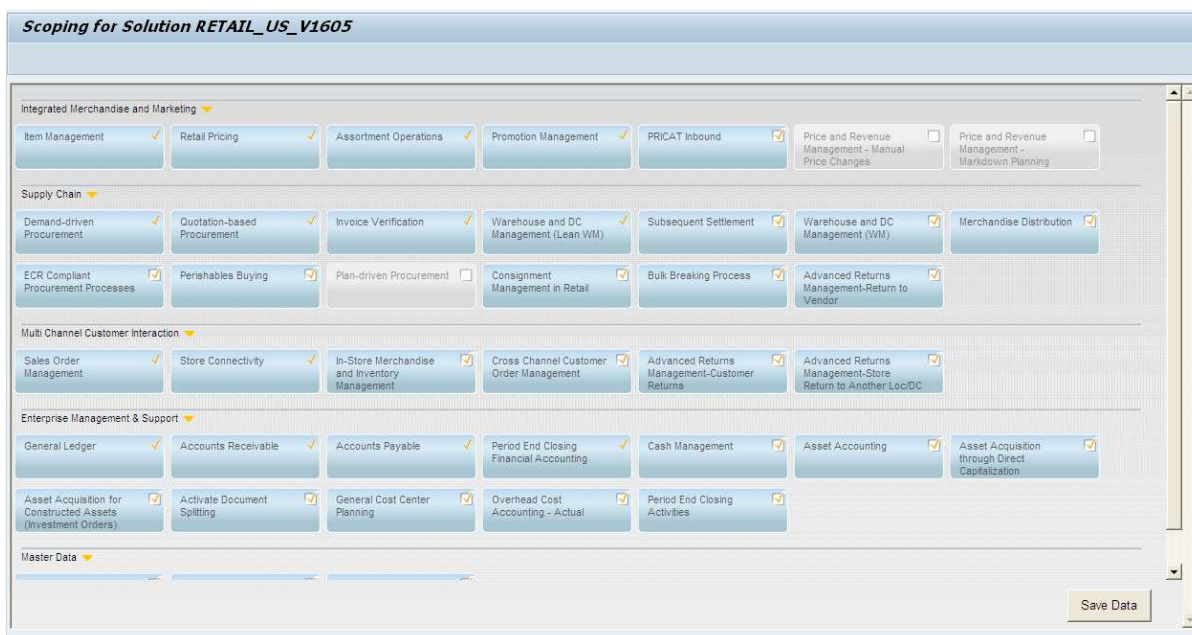 Scoping for Solution RETAIL_US_V1605
Integrated Merchandise and Marketing
Item Management
Retail Pricing
Assortment Operations
Promotion Management
PRICAT Inbound
Price and Revenue
Management - Manual
Price Changes
Price and Revenue
Management -
Markdown Planning
Supply Chain
Demand-driven
Procurement
Quotation-based
Procurement
Invoice Verification
Warehouse and DC
Management (Lean WM)
Subsequent Settlement
Warehouse and DC
Management (WM)
Merchandise Distribution
ECR Compliant
Procurement Processes
Perishables Buying
Plan-driven Procurement
Consignment
Management in Retail
Bulk Breaking Process
Advanced Returns
Management-Return to
Vendor
Multi Channel Customer Interaction
Sales Order
Management
Store Connectivity
In-Store Merchandise
and Inventory
Management
Cross Channel Customer
Order Management
Advanced Returns
Management-Customer
Returns
Advanced Returns
Management-Store
Return to Another Loc/DC
Enterprise Management & Support
General Ledger
Accounts Receivable
Accounts Payable
Period End Closing
Financial Accounting
Cash Management
Asset Accounting
Asset Acquisition
through Direct
Capitalization
Asset Acquisition for
Constructed Assets
(Investment Orders)
Activate Document
Splitting
General Cost Center
Planning
Overhead Cost
Accounting - Actual
Period End Closing
Activities
Master Data
Save Data